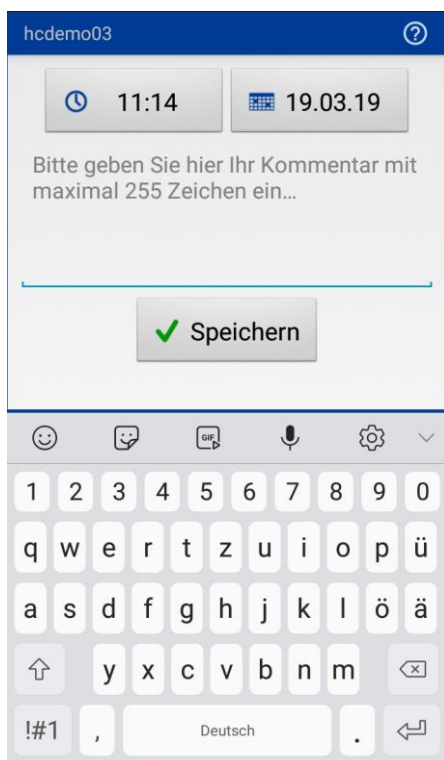 hcdemo03
11:14 19.03.19
Bitte geben Sie hier Ihr Kommentar mit
maximal 255 Zeichen ein...
Speichern
GIF
1 2 3 4 5 6 7 8 9 0
q w e r t z u i o p ü
a s d f g h j k l ö ä
y x c v b n m
!#1 , Deutsch .